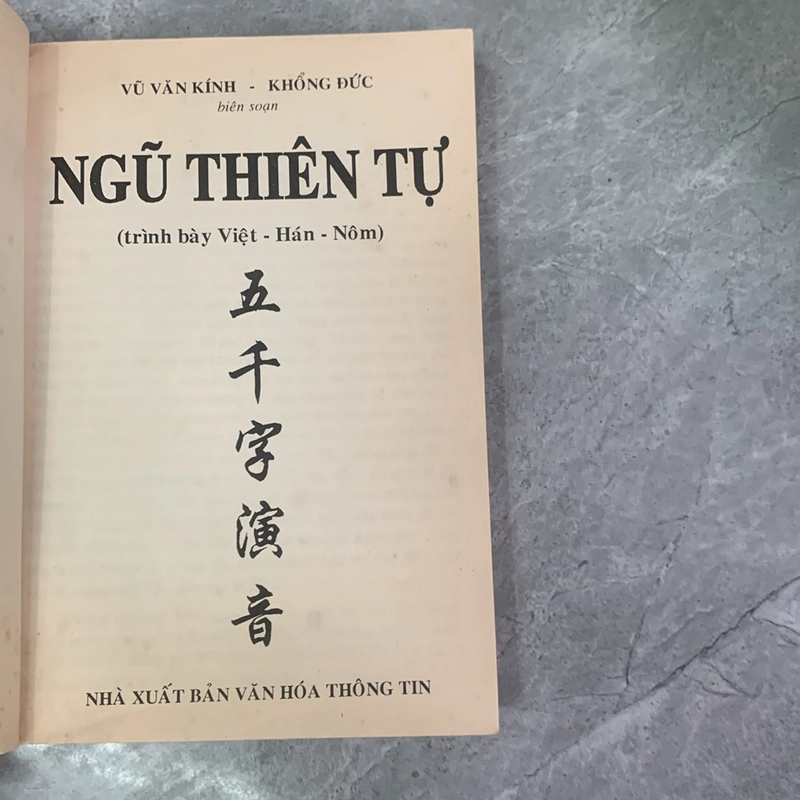 VŨ VĂN KÍNH - KHỔNG ĐỨC
biên soạn
NGŨ THIÊN TỰ
(trình bày Việt - Hán - Nôm)
五
千
字
演
音
NHÀ XUẤT BẢN VĂN HÓA THÔNG TIN